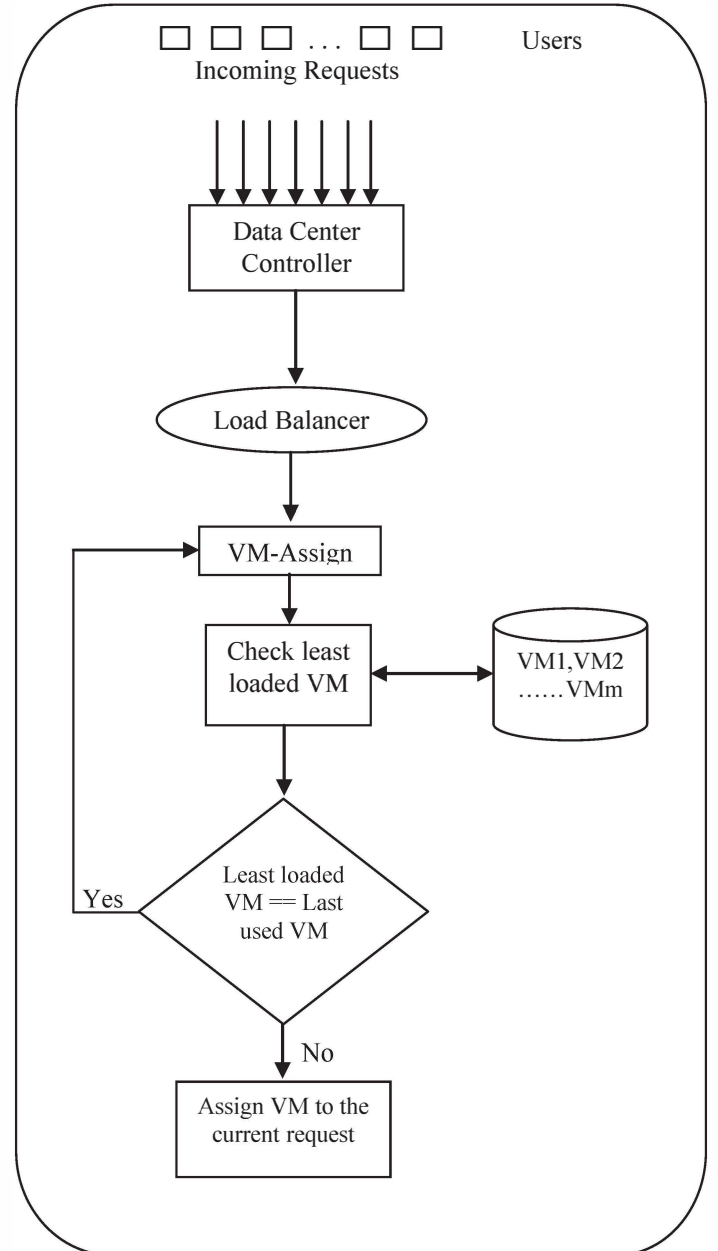 . . . Users
Incoming Requests
Data Center
Controller
Load Balancer
VM-Assign
Check least
loaded VM
VM1,VM2
......VMm
Least loaded
VM == Last
used VM
Yes
No
Assign VM to the
current request